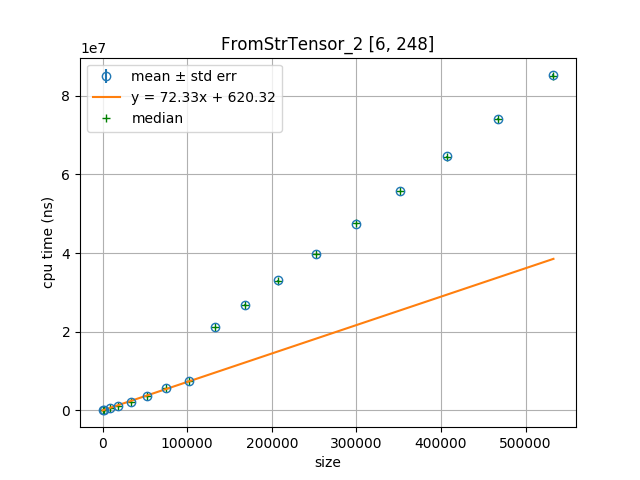 FromStrTensor_2 [6, 248]
1e7
mean ± std err
y = 72.33x + 620.32
median
8
6
4
2
0
cpu time (ns)
0 100000 200000 300000 400000 500000
size